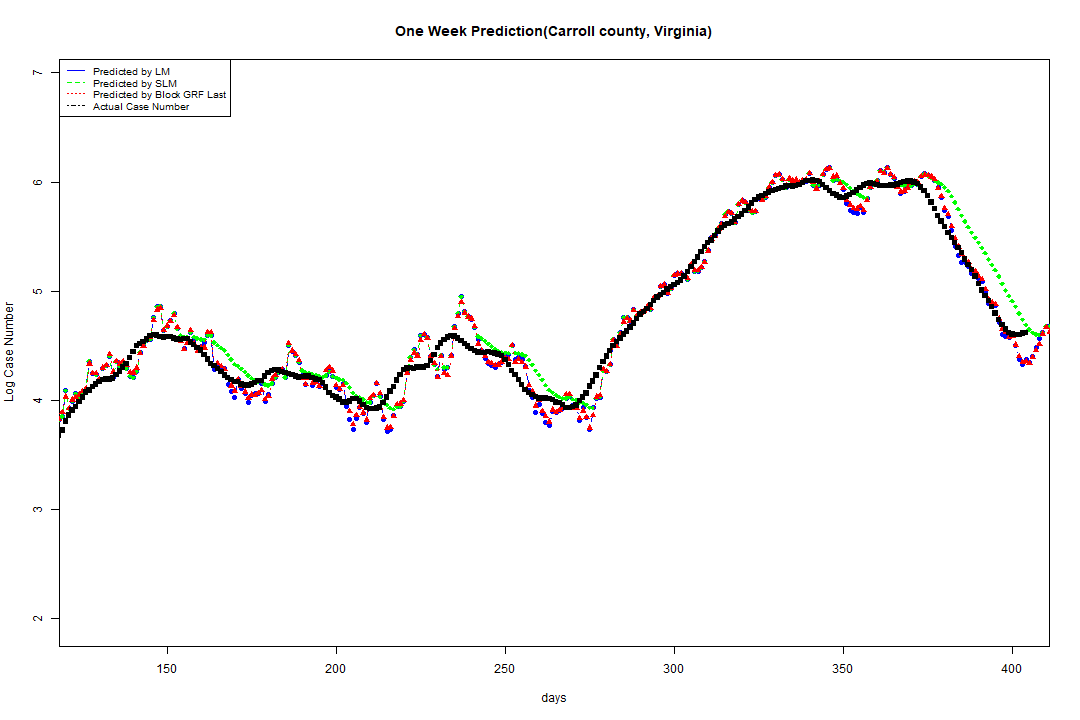 One Week Prediction(Carroll county, Virginia)
7
Predicted by LM
Predicted by SLM
Predicted by Block GRF Last
Actual Case Number
6
5
4
3
2
Log Case Number
150 200 250 300 350 400
days